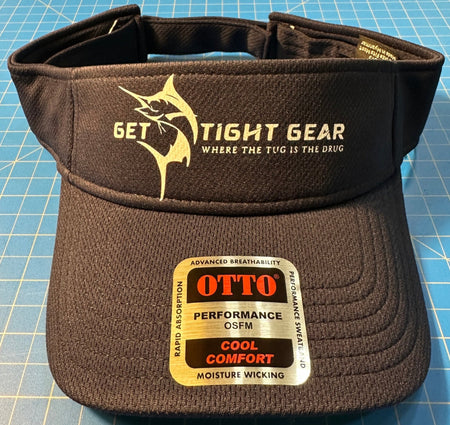 GET TIGHT GEAR
WHERE THE TUG IS THE DRUG
ADVANCED BREATHABILITY
RAPID ABSORPTION
OTTO
PERFORMANCE
OSFM
COOL
COMFORT
PERFORMANCE SWEATBAND
MOISTURE WICKING